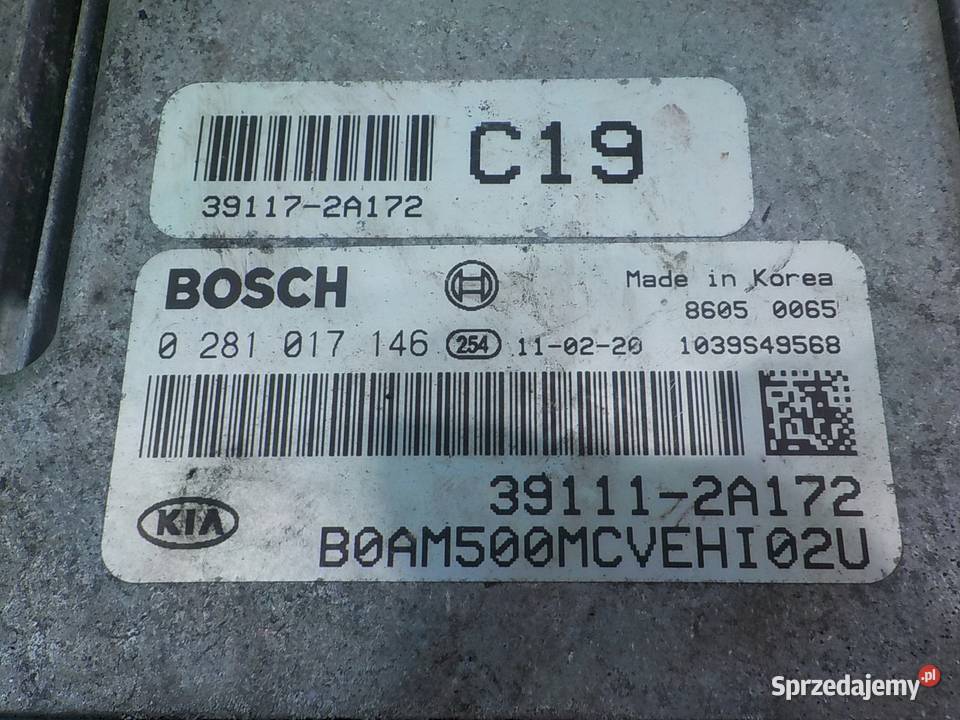 C19
39117-2A172
BOSCH
Made in Korea
8605 0065
0 281 017 146 254 11-02-20 1039S49568
39111-2A172
KIA
B0AM500MCVEHI02U
Sprzedajemy.pl